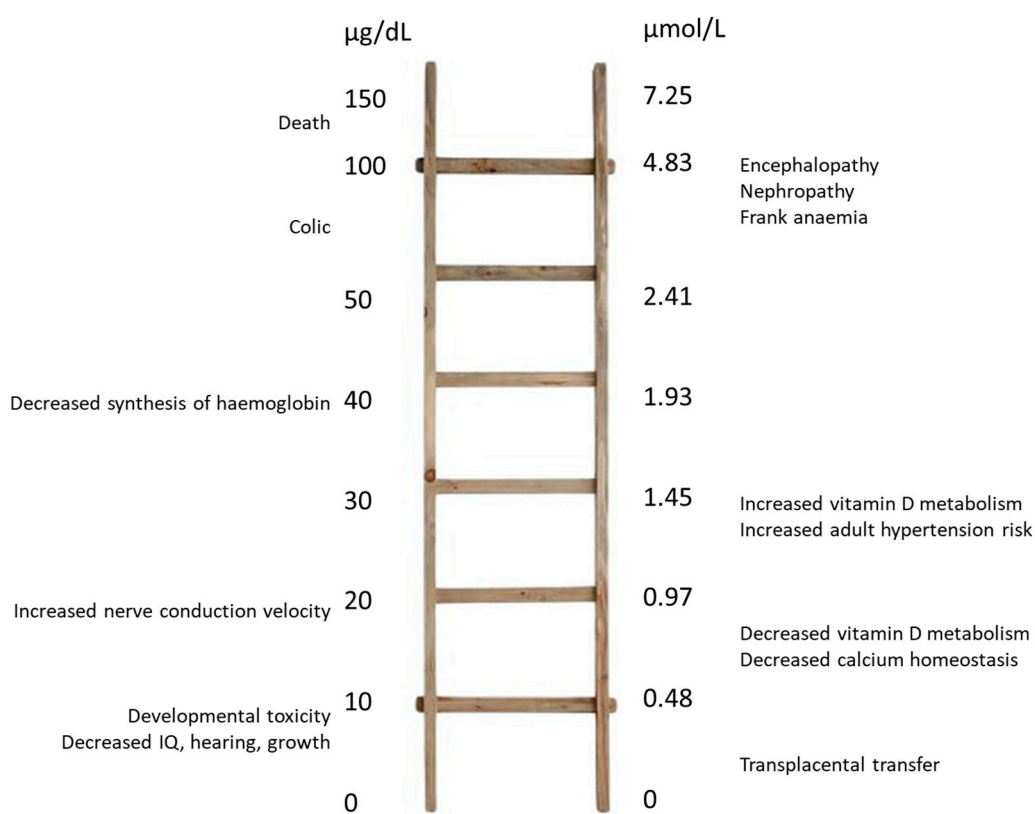 µg/dL
µmol/L
150
7.25
Death
100
4.83
Encephalopathy
Nephropathy
Frank anaemia
Colic
50
2.41
Decreased synthesis of haemoglobin
40
1.93
30
1.45
Increased vitamin D metabolism
Increased adult hypertension risk
Increased nerve conduction velocity
20
0.97
Decreased vitamin D metabolism
Decreased calcium homeostasis
10
0.48
Developmental toxicity
Decreased IQ, hearing, growth
Transplacental transfer
0
0